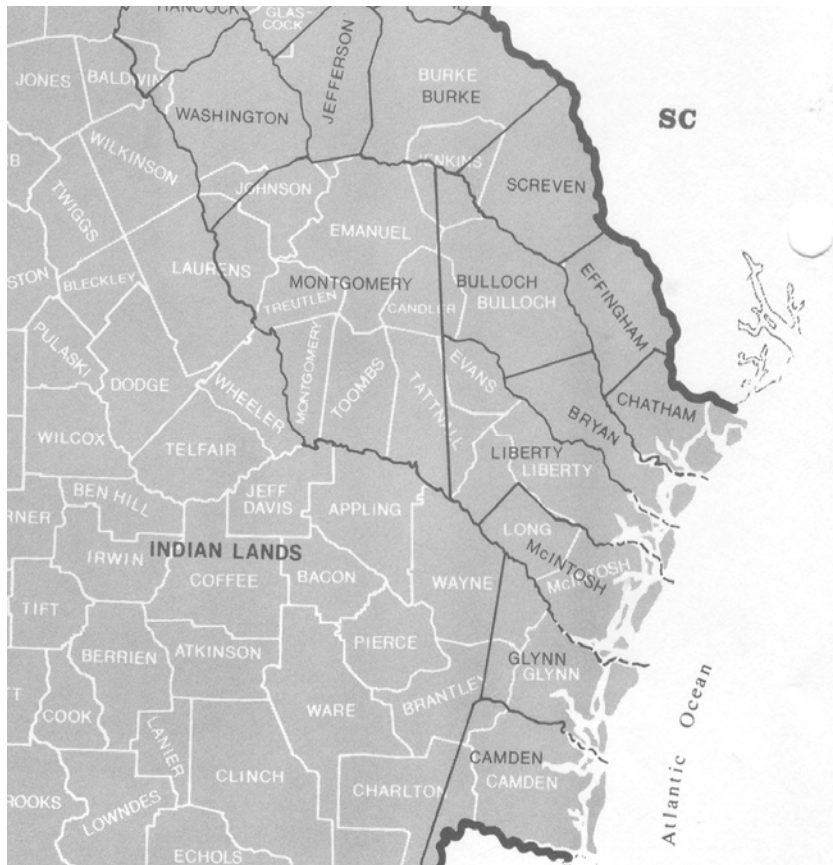 HANCOCK
GLAS-
COCK
JONES
BALDWIN
JEFFERSON
BURKE
BURKE
WASHINGTON
SC
WILKINSON
JENKINS
SCREVEN
TWIGGS
JOHNSON
EMANUEL
LAURENS
BLECKLEY
MONTGOMERY
BULLOCH
BULLOCH
EFFINGHAM
TREUTLEN
CANDLER
PULASKI
DODGE
WHEELER
MONTGOMERY
TOOMBS
TATTNALL
EVANS
BRYAN
CHATHAM
WILCOX
TELFAIR
LIBERTY
LIBERTY
BEN HILL
JEFF
DAVIS
APPLING
LONG
McINTOSH
McINTOSH
IRWIN
INDIAN LANDS
COFFEE
BACON
WAYNE
TIFT
PIERCE
BERRIEN
ATKINSON
GLYNN
GLYNN
COOK
LANIER
WARE
BRANTLEY
Atlantic Ocean
CLINCH
CAMDEN
CAMDEN
CHARLTON
LOWNDES
ECHOLS